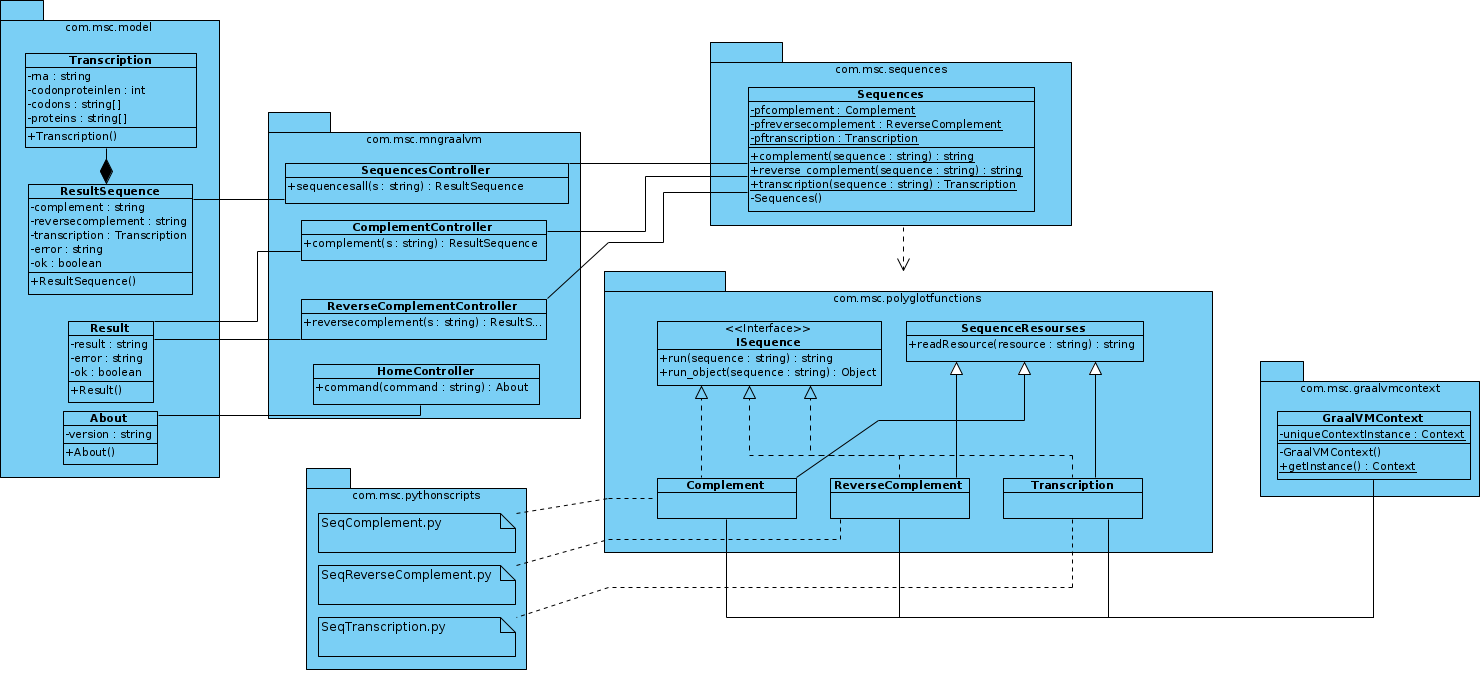 com.msc.model
Transcription
-rna : string
-codonproteinlen : int
-codons : string[]
-proteins : string[]
+Transcription()
ResultSequence
-complement : string
-reversecomplement : string
-transcription : Transcription
-error : string
-ok : boolean
+ResultSequence()
Result
-result : string
-error : string
-ok : boolean
+Result()
About
-version : string
+About()
com.msc.mngraalvm
SequencesController
+sequencesall(s : string) : ResultSequence
ComplementController
+complement(s : string) : ResultSequence
ReverseComplementController
+reversecomplement(s : string) : ResultS...
HomeController
+command(command : string) : About
com.msc.sequences
Sequences
-pfcomplement : Complement
-pfreversecomplement : ReverseComplement
-pftranscription : Transcription
+complement(sequence : string) : string
+reverse_complement(sequence : string) : string
+transcription(sequence : string) : Transcription
-Sequences()
com.msc.polyglotfunctions
<<Interface>>
ISequence
+run(sequence : string) : string
+run_object(sequence : string) : Object
SequenceResourses
+readResource(resource : string) : string
Complement
ReverseComplement
Transcription
com.msc.graalvmcontext
GraalVMContext
-uniqueContextInstance : Context
-GraalVMContext()
+getInstance() : Context
com.msc.pythonscripts
SeqComplement.py
SeqReverseComplement.py
SeqTranscription.py